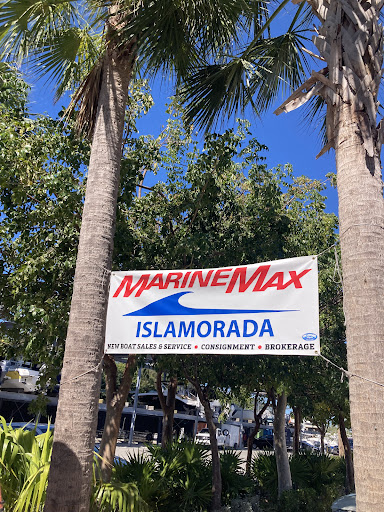 MARINEMAX
ISLAMORADA
NEW BOAT SALES & SERVICE • CONSIGNMENT • BROKERAGE